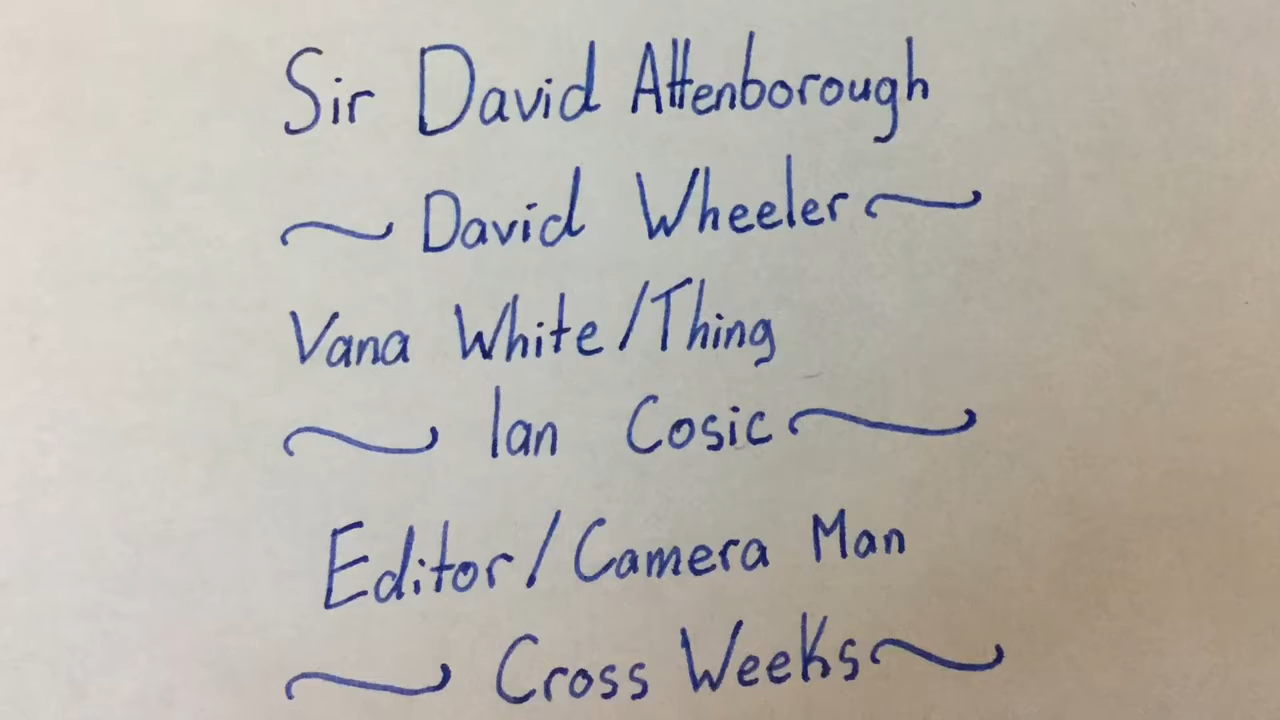 Sir David Attenborough
~ David Wheeler ~
Vana White/Thing
~ Ian Cosic ~
Editor/Camera Man
~ Cross Weeks ~